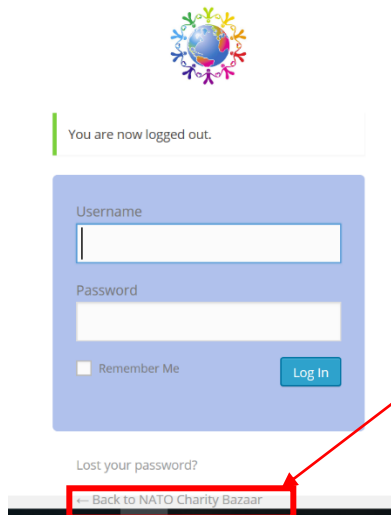 You are now logged out.
Username
Password
Remember Me
Log In
Lost your password?
← Back to NATO Charity Bazaar